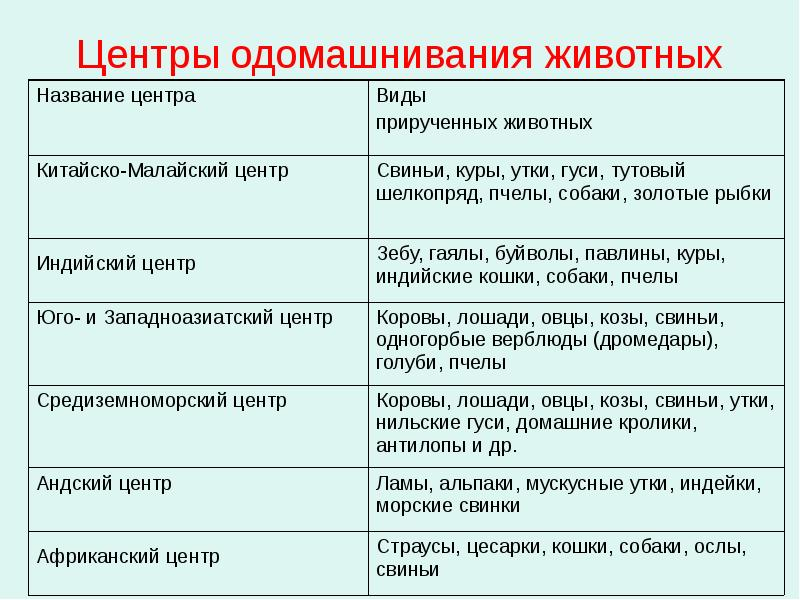 Центры одомашнивания животных
Название центра
Виды
прирученных животных
Китайско-Малайский центр
Свиньи, куры, утки, гуси, тутовый
шелкопряд, пчелы, собаки, золотые рыбки
Индийский центр
Зебу, гаялы, буйволы, павлины, куры,
индийские кошки, собаки, пчелы
Юго- и Западноазиатский центр
Коровы, лошади, овцы, козы, свиньи,
одногорбые верблюды (дромедары),
голуби, пчелы
Средиземноморский центр
Коровы, лошади, овцы, козы, свиньи, утки,
нильские гуси, домашние кролики,
антилопы и др.
Андский центр
Ламы, альпаки, мускусные утки, индейки,
морские свинки
Африканский центр
Страусы, цесарки, кошки, собаки, ослы,
свиньи